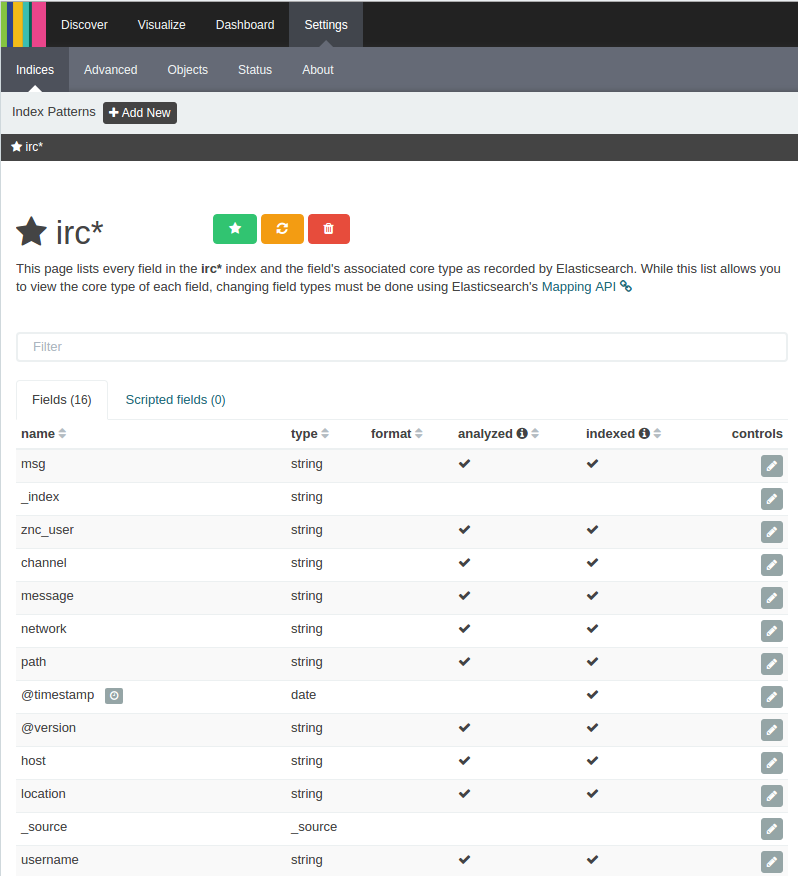 Discover Visualize Dashboard Settings
Indices Advanced Objects Status About
Index Patterns Add New
irc*
irc*
This page lists every field in the irc* index and the field's associated core type as recorded by Elasticsearch. While this list allows you
to view the core type of each field, changing field types must be done using Elasticsearch's Mapping API
Filter
Fields (16) Scripted fields (0)
name type format analyzed indexed controls
msg string
_index string
znc_user string
channel string
message string
network string
path string
@timestamp date
@version string
host string
location string
_source _source
username string